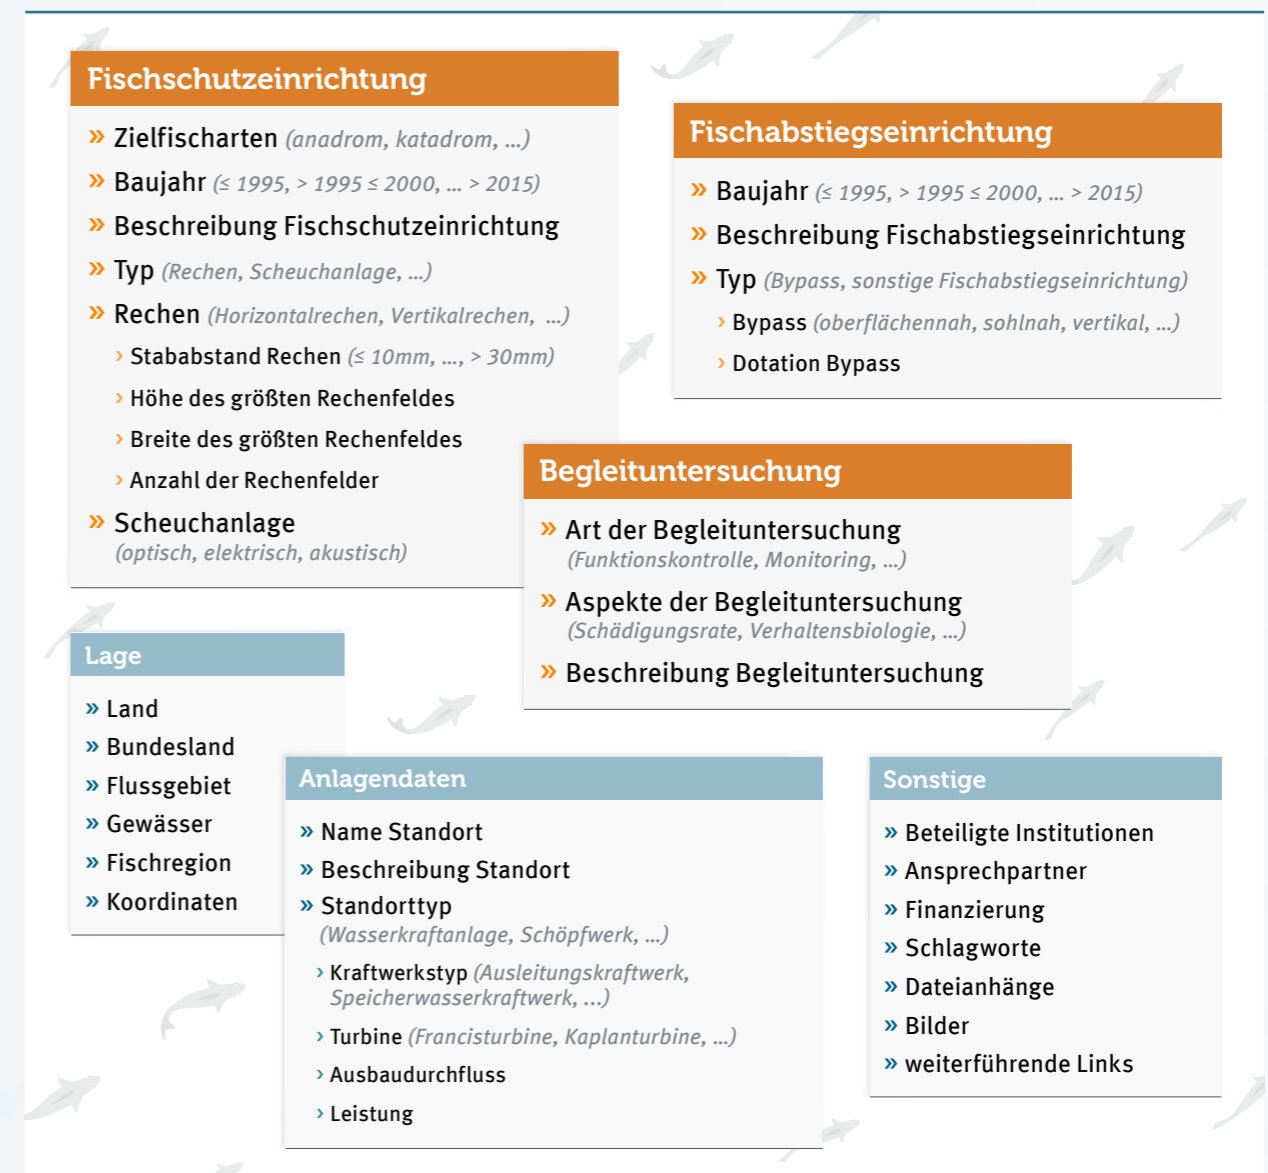 Fischschutzeinrichtung
» Zielfischarten (anadrom, katadrom, ...)
» Baujahr (≤ 1995, > 1995 ≤ 2000, ... > 2015)
» Beschreibung Fischschutzeinrichtung
» Typ (Rechen, Scheuchanlage, ...)
» Rechen (Horizontalrechen, Vertikalrechen, ...)
› Stababstand Rechen (≤ 10mm, ..., > 30mm)
› Höhe des größten Rechenfeldes
› Breite des größten Rechenfeldes
› Anzahl der Rechenfelder
» Scheuchanlage
(optisch, elektrisch, akustisch)
Fischabstiegseinrichtung
» Baujahr (≤ 1995, > 1995 ≤ 2000, ... > 2015)
» Beschreibung Fischabstiegseinrichtung
» Typ (Bypass, sonstige Fischabstiegseinrichtung)
› Bypass (oberflächennah, sohlnah, vertikal, ...)
› Dotation Bypass
Begleituntersuchung
» Art der Begleituntersuchung
(Funktionskontrolle, Monitoring, ...)
» Aspekte der Begleituntersuchung
(Schädigungsrate, Verhaltensbiologie, ...)
» Beschreibung Begleituntersuchung
Lage
» Land
» Bundesland
» Flussgebiet
» Gewässer
» Fischregion
» Koordinaten
Anlagendaten
» Name Standort
» Beschreibung Standort
» Standorttyp
(Wasserkraftanlage, Schöpfwerk, ...)
› Kraftwerkstyp (Ausleitungskraftwerk,
Speicherwasserkraftwerk, ...)
› Turbine (Francisturbine, Kaplanturbine, ...)
› Ausbaudurchfluss
› Leistung
Sonstige
» Beteiligte Institutionen
» Ansprechpartner
» Finanzierung
» Schlagworte
» Dateianhänge
» Bilder
» weiterführende Links